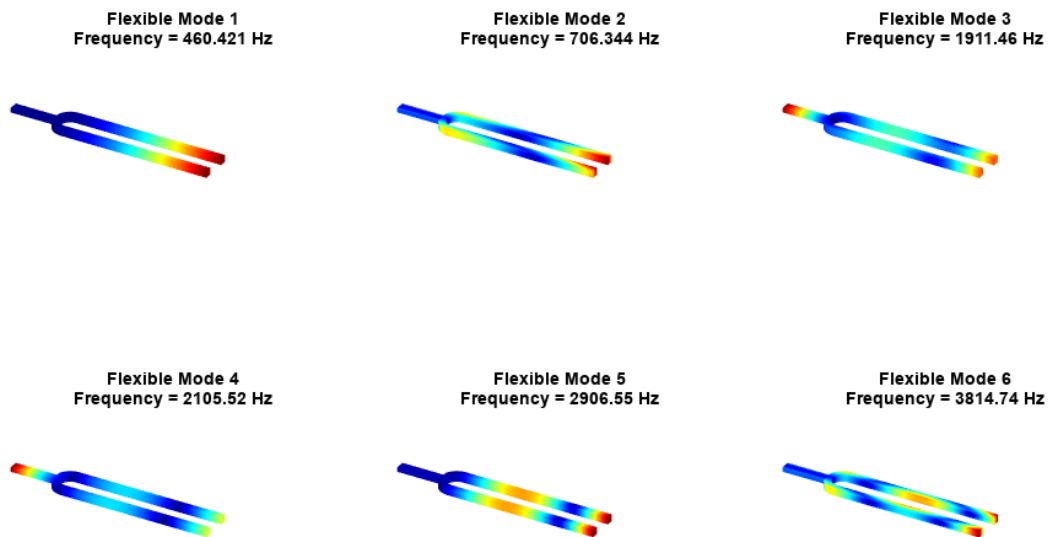 Flexible Mode 1
Frequency = 460.421 Hz
Flexible Mode 2
Frequency = 706.344 Hz
Flexible Mode 3
Frequency = 1911.46 Hz
Flexible Mode 4
Frequency = 2105.52 Hz
Flexible Mode 5
Frequency = 2906.55 Hz
Flexible Mode 6
Frequency = 3814.74 Hz